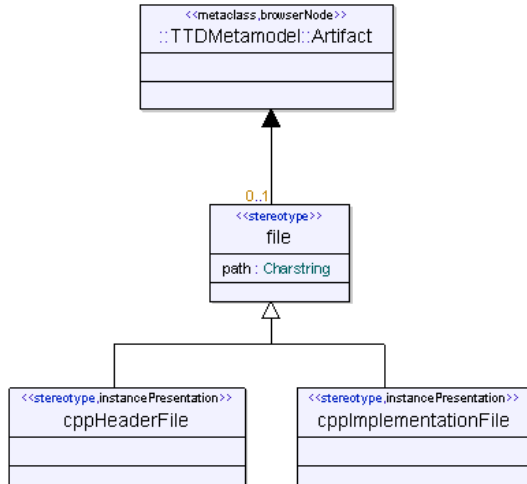 <<metaclass,browserNode>>
::TTDMetamodel::Artifact
0..1
<<stereotype>>
file
path : Charstring
<<stereotype,instancePresentation>>
cppHeaderFile
<<stereotype,instancePresentation>>
cppImplementationFile